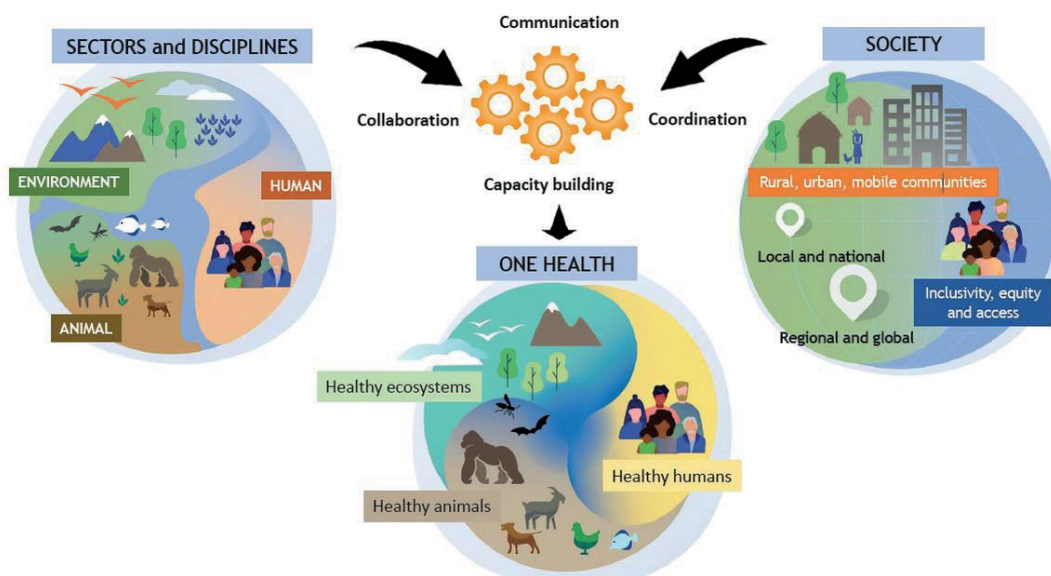 Communication
SECTORS and DISCIPLINES
SOCIETY
Collaboration
Coordination
ENVIRONMENT
HUMAN
Capacity building
Rural, urban, mobile communities
Local and national
ONE HEALTH
Inclusivity, equity
and access
ANIMAL
Regional and global
Healthy ecosystems
Healthy humans
Healthy animals